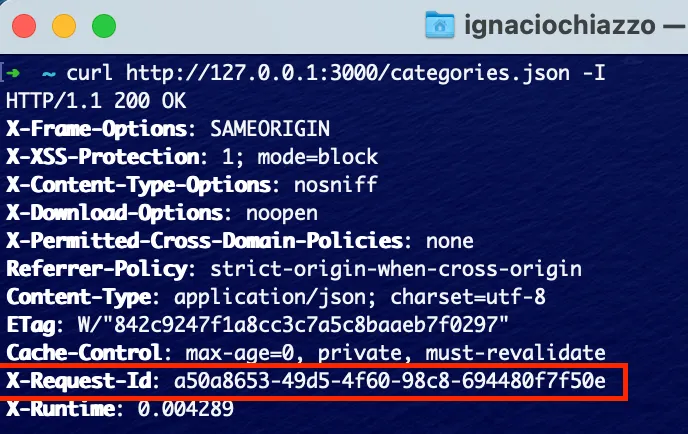 ignaciochiazzo —
➜ ~ curl http://127.0.0.1:3000/categories.json -I
HTTP/1.1 200 OK
X-Frame-Options: SAMEORIGIN
X-XSS-Protection: 1; mode=block
X-Content-Type-Options: nosniff
X-Download-Options: noopen
X-Permitted-Cross-Domain-Policies: none
Referrer-Policy: strict-origin-when-cross-origin
Content-Type: application/json; charset=utf-8
ETag: W/"842c9247f1a8cc3c7a5c8baaeb7f0297"
Cache-Control: max-age=0, private, must-revalidate
X-Request-Id: a50a8653-49d5-4f60-98c8-694480f7f50e
X-Runtime: 0.004289